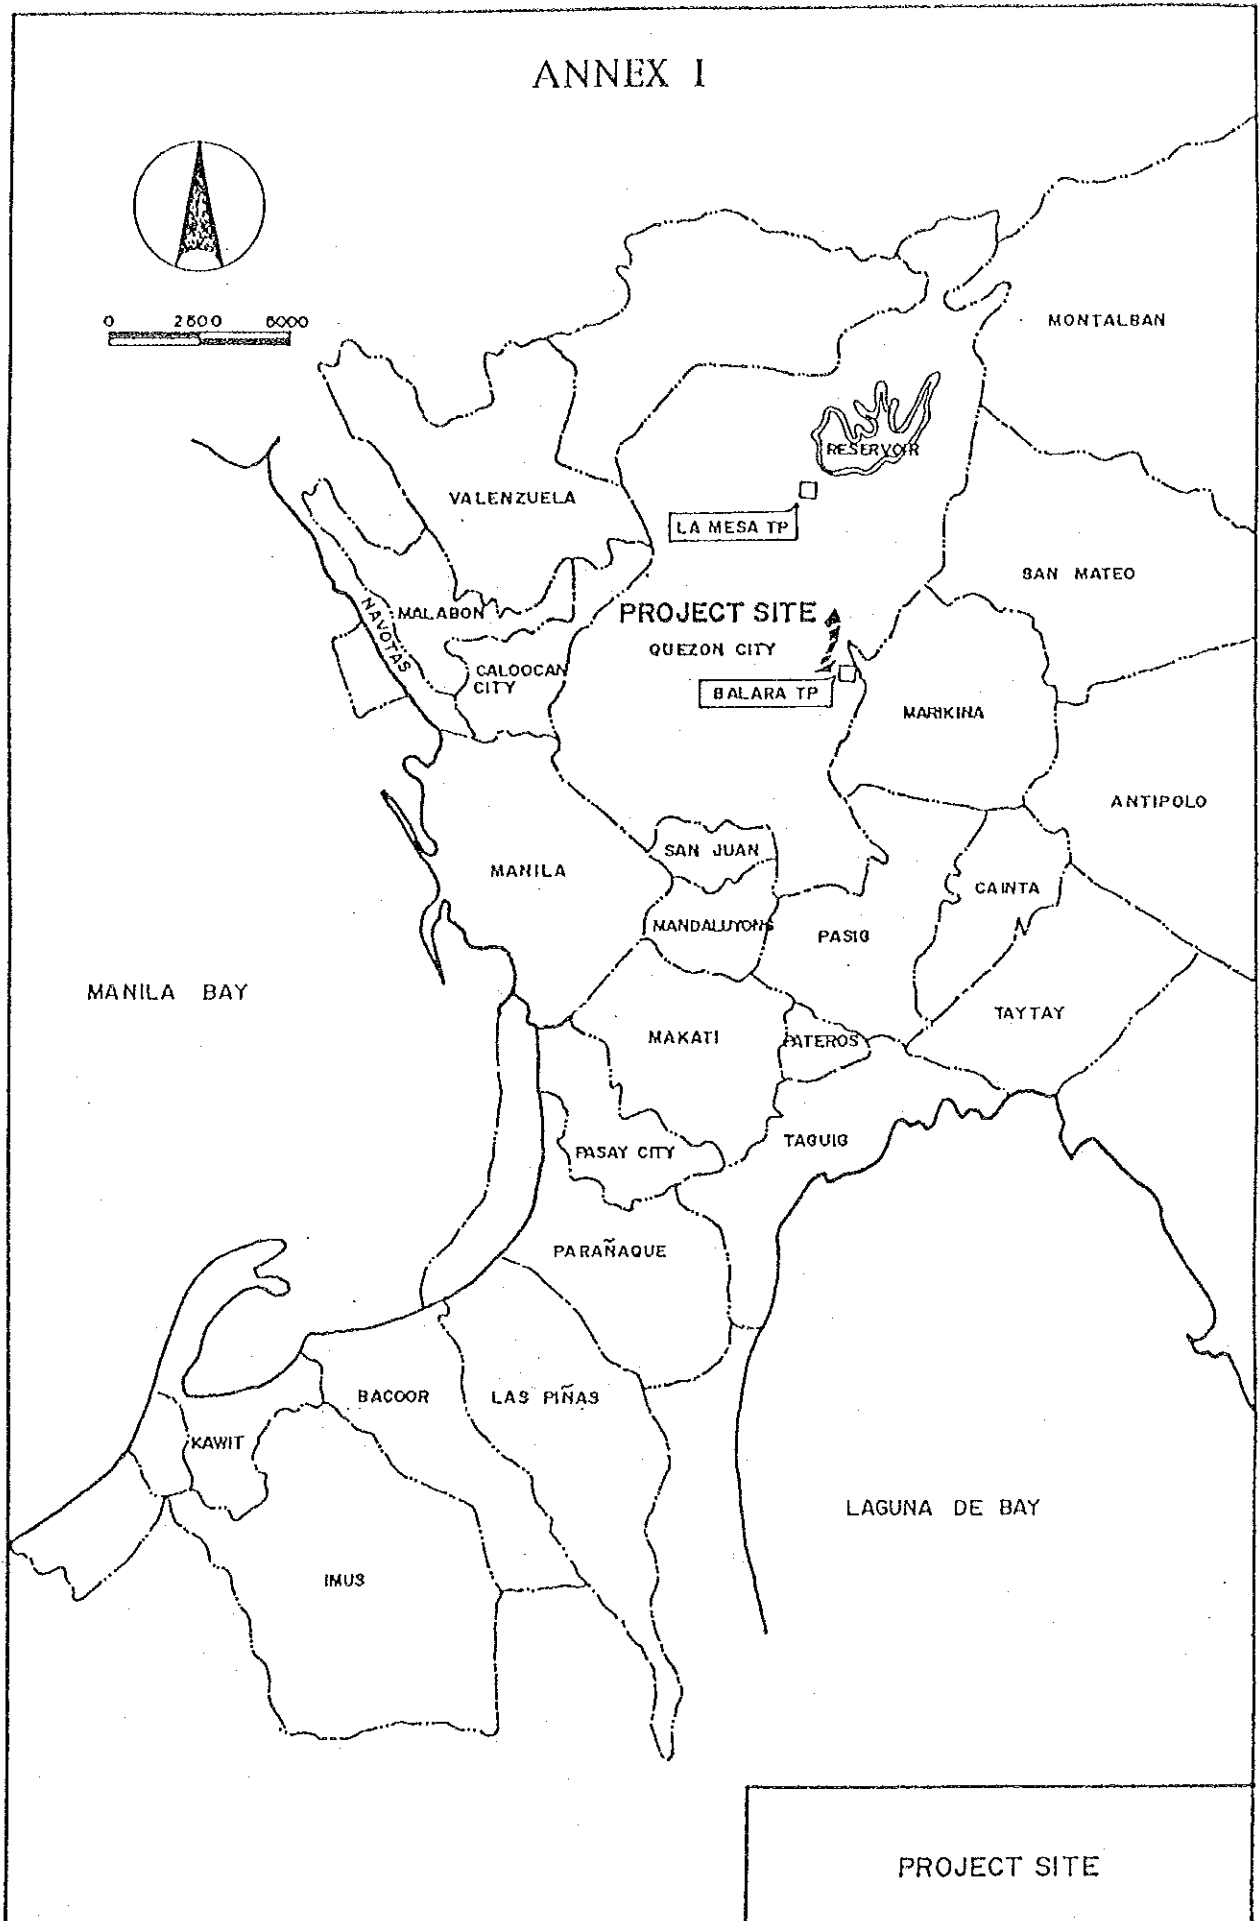 ANNEX I
0 2500 5000
MONTALBAN
RESERVOIR
VALENZUELA
LA MESA TP
SAN MATEO
PROJECT SITE
MALABON
NAVOTAS
QUEZON CITY
CALOOCAN
CITY
BALARA TP
MARIKINA
ANTIPOLO
SAN JUAN
MANILA
CAINTA
MANDALUYONG
PASIG
MANILA BAY
TAYTAY
MAKATI
PATEROS
TAGUIG
PASAY CITY
PARAÑAQUE
BACOOR
LAS PIÑAS
KAWIT
LAGUNA DE BAY
IMUS
PROJECT SITE